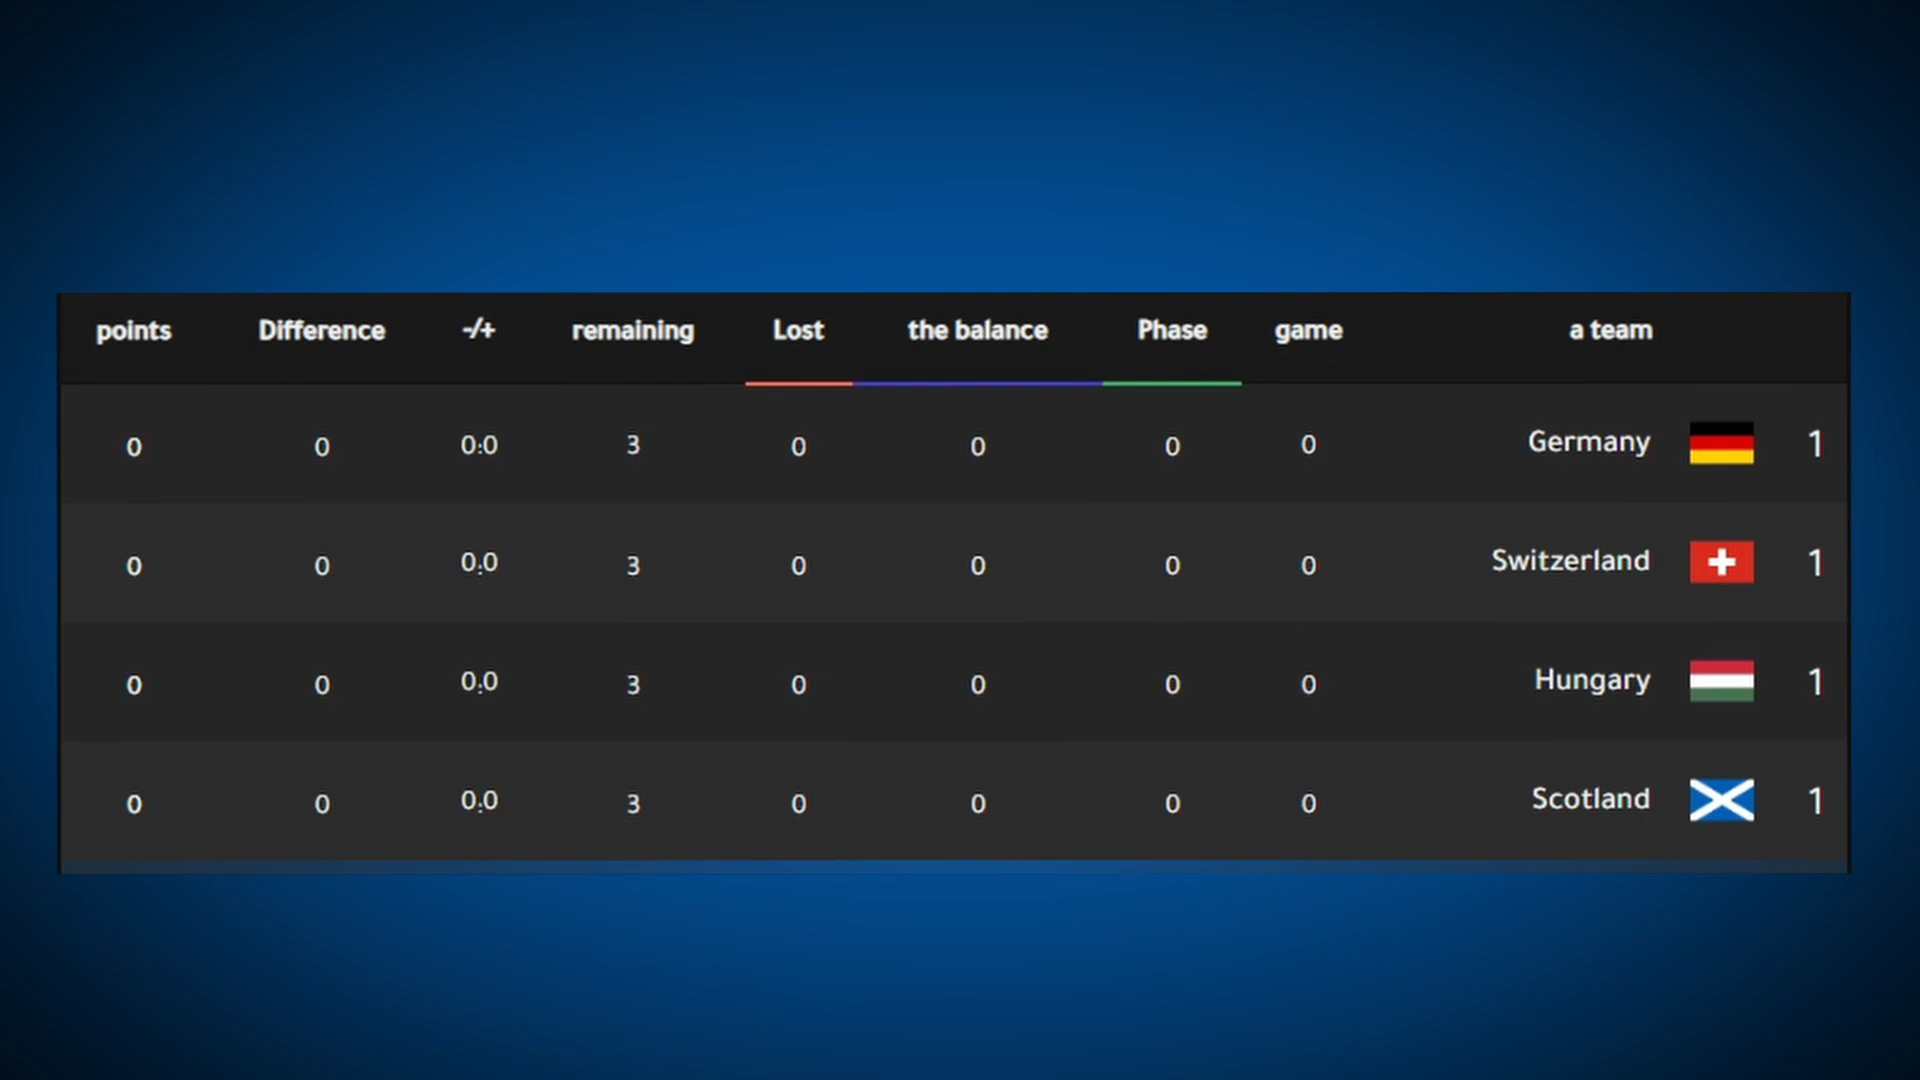 points Difference -/+ remaining Lost the balance Phase game a team
0 0 0:0 3 0 0 0 0 Germany 1
0 0 0:0 3 0 0 0 0 Switzerland 1
0 0 0:0 3 0 0 0 0 Hungary 1
0 0 0:0 3 0 0 0 0 Scotland 1